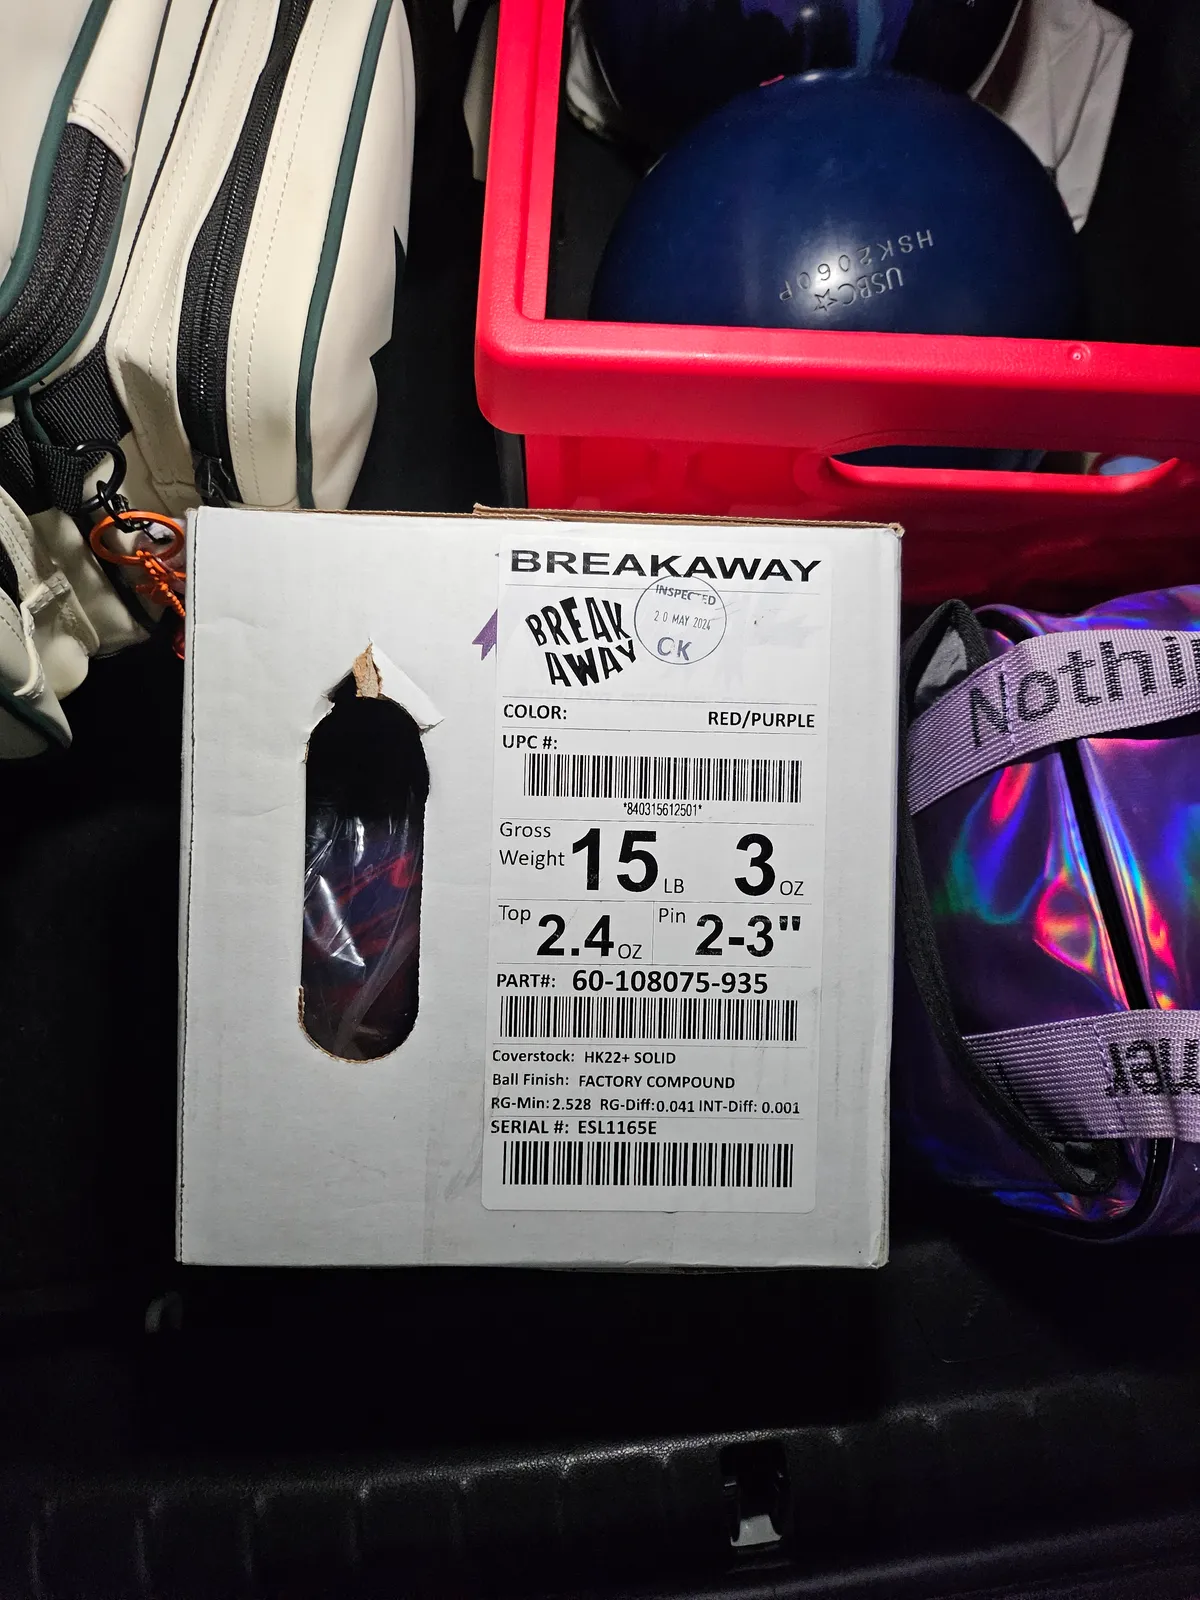 HSK2060P
USBC
BREAKAWAY
BREAK
AWAY
INSPECTED
20 MAY 2024
CK
COLOR: RED/PURPLE
UPC #:
*840315612501*
Gross
Weight 15 LB 3 OZ
Top 2.4 OZ Pin 2-3"
PART#: 60-108075-935
Coverstock: HK22+ SOLID
Ball Finish: FACTORY COMPOUND
RG-Min: 2.528 RG-Diff: 0.041 INT-Diff: 0.001
SERIAL #: ESL1165E
Nothi